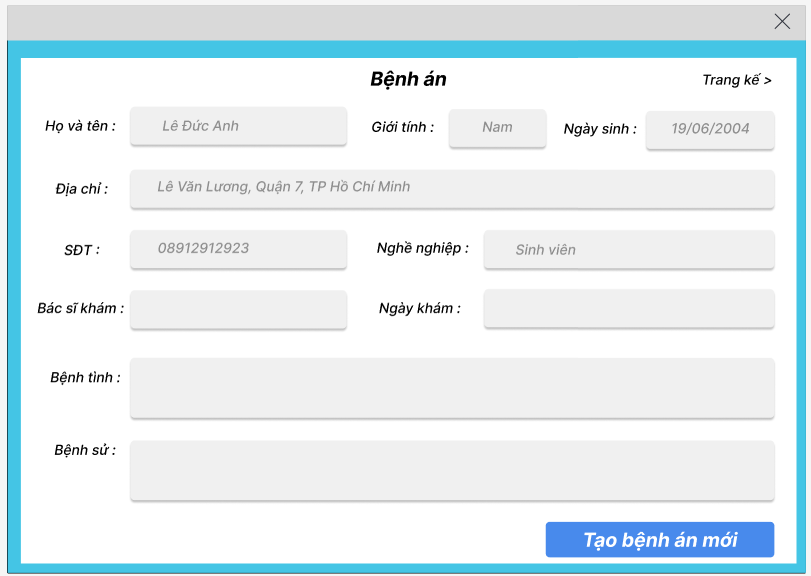 Bệnh án
Trang kế >
Họ và tên : Lê Đức Anh Giới tính : Nam Ngày sinh : 19/06/2004
Địa chỉ : Lê Văn Lương, Quận 7, TP Hồ Chí Minh
SĐT : 08912912923 Nghề nghiệp : Sinh viên
Bác sĩ khám : Ngày khám :
Bệnh tình :
Bệnh sử :
Tạo bệnh án mới